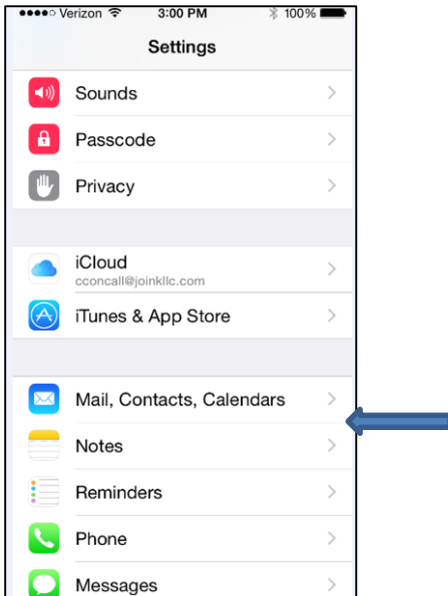 Verizon 3:00 PM 100%
Settings
Sounds
Passcode
Privacy
iCloud
cconcall@joinkllc.com
iTunes & App Store
Mail, Contacts, Calendars
Notes
Reminders
Phone
Messages